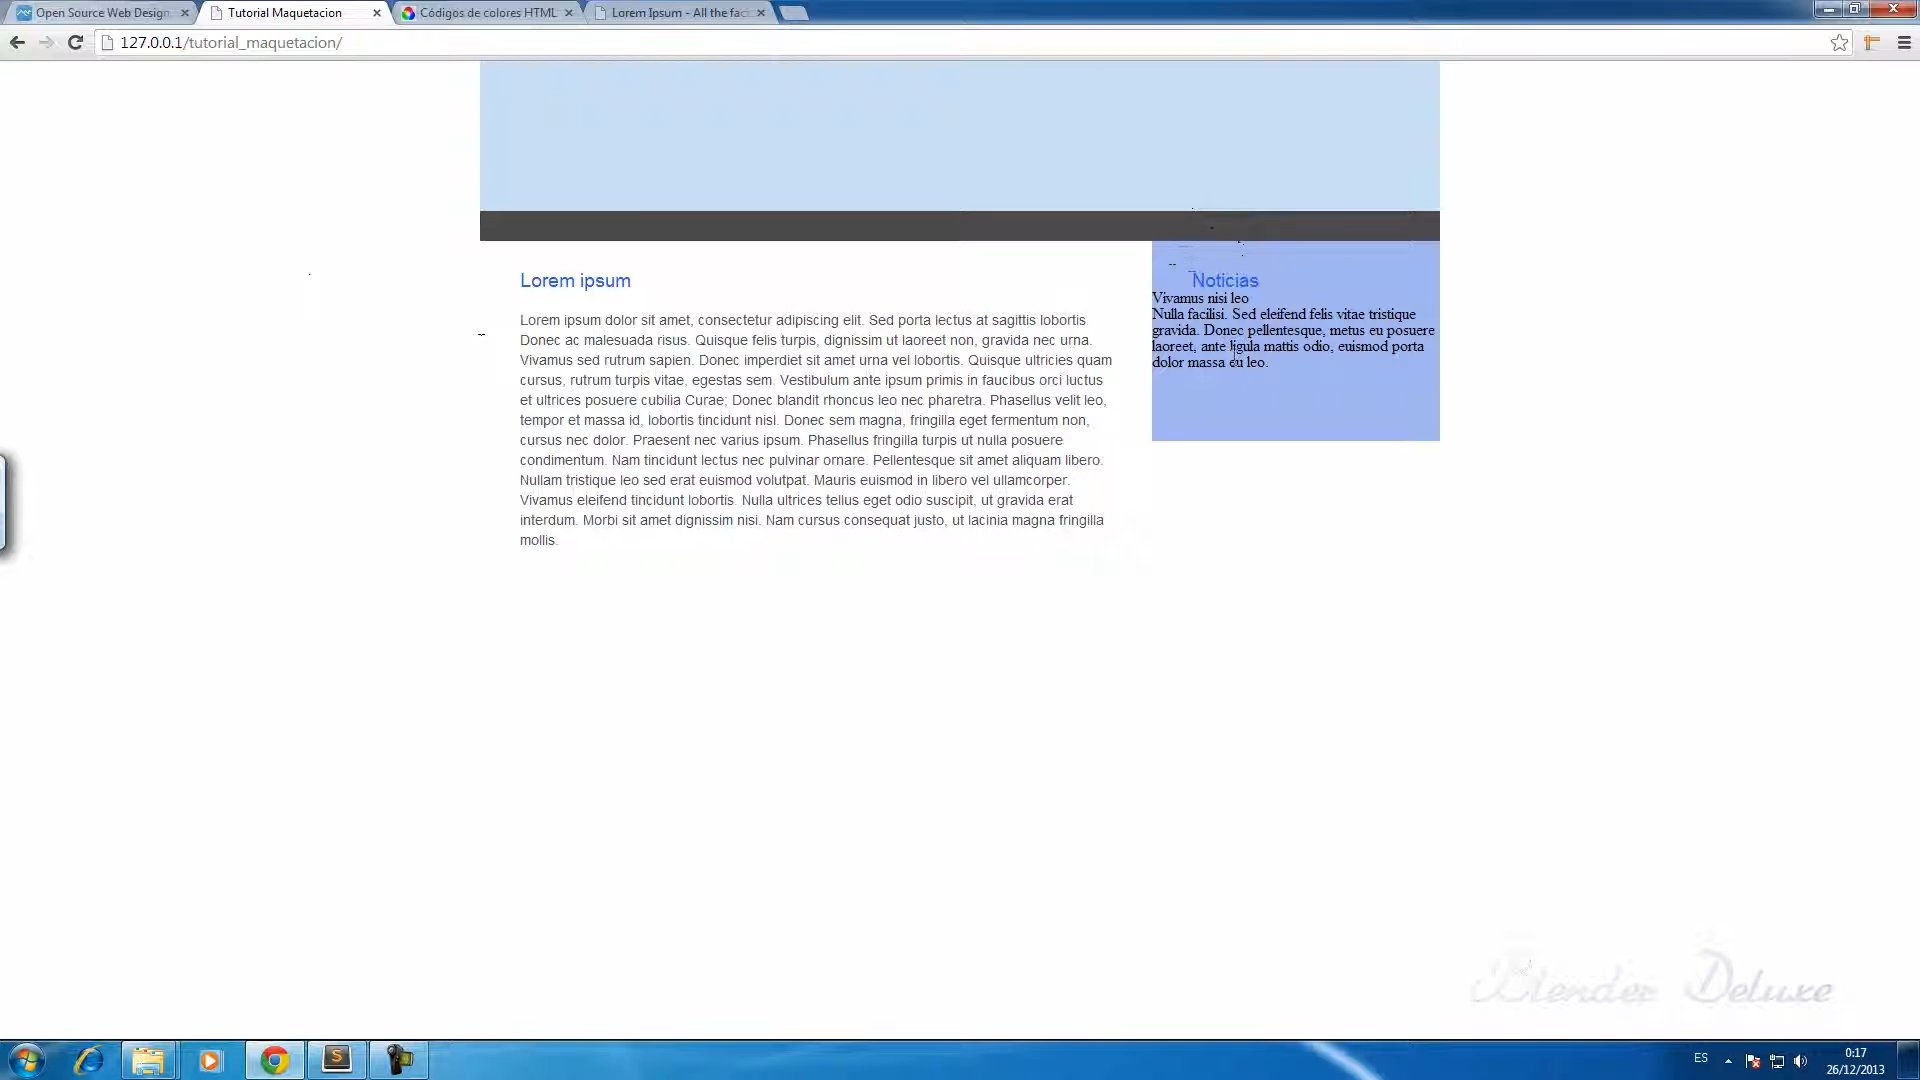 Open Source Web Design
Tutorial Maquetacion
Códigos de colores HTML
Lorem Ipsum - All the fac
127.0.0.1/tutorial_maquetacion/
Lorem ipsum
Lorem ipsum dolor sit amet, consectetur adipiscing elit. Sed porta lectus at sagittis lobortis.
Donec ac malesuada risus. Quisque felis turpis, dignissim ut laoreet non, gravida nec urna.
Vivamus sed rutrum sapien. Donec imperdiet sit amet urna vel lobortis. Quisque ultricies quam
cursus, rutrum turpis vitae, egestas sem. Vestibulum ante ipsum primis in faucibus orci luctus
et ultrices posuere cubilia Curae; Donec blandit rhoncus leo nec pharetra. Phasellus velit leo,
tempor et massa id, lobortis tincidunt nisl. Donec sem magna, fringilla eget fermentum non,
cursus nec dolor. Praesent nec varius ipsum. Phasellus fringilla turpis ut nulla posuere
condimentum. Nam tincidunt lectus nec pulvinar ornare. Pellentesque sit amet aliquam libero.
Nullam tristique leo sed erat euismod volutpat. Mauris euismod in libero vel ullamcorper.
Vivamus eleifend tincidunt lobortis. Nulla ultrices tellus eget odio suscipit, ut gravida erat
interdum. Morbi sit amet dignissim nisi. Nam cursus consequat justo, ut lacinia magna fringilla
mollis.
Noticias
Vivamus nisi leo
Nulla facilisi. Sed eleifend felis vitae tristique
gravida. Donec pellentesque, metus eu posuere
laoreet, ante ligula mattis odio, euismod porta
dolor massa eu leo.
Blender Deluxe
ES
0:17
26/12/2013